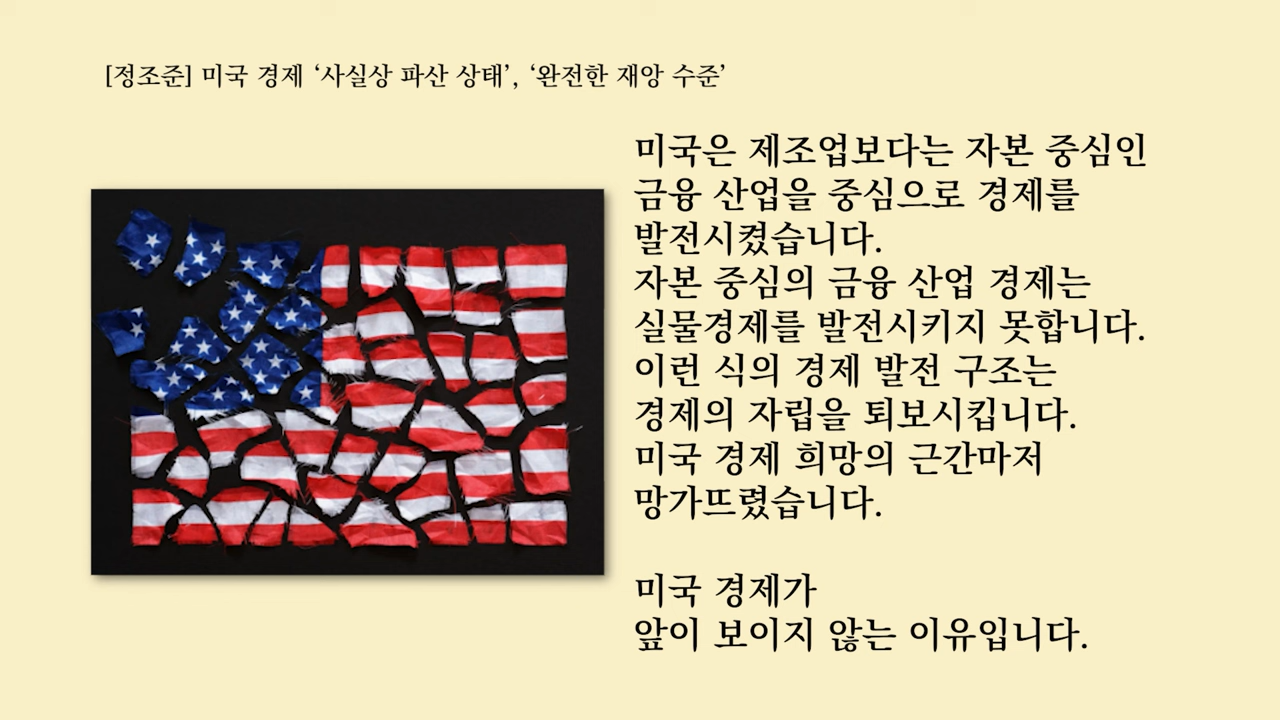 [정조준] 미국 경제 ‘사실상 파산 상태’, ‘완전한 재앙 수준’
미국은 제조업보다는 자본 중심인
금융 산업을 중심으로 경제를
발전시켰습니다.
자본 중심의 금융 산업 경제는
실물경제를 발전시키지 못합니다.
이런 식의 경제 발전 구조는
경제의 자립을 퇴보시킵니다.
미국 경제 희망의 근간마저
망가뜨렸습니다.
미국 경제가
앞이 보이지 않는 이유입니다.